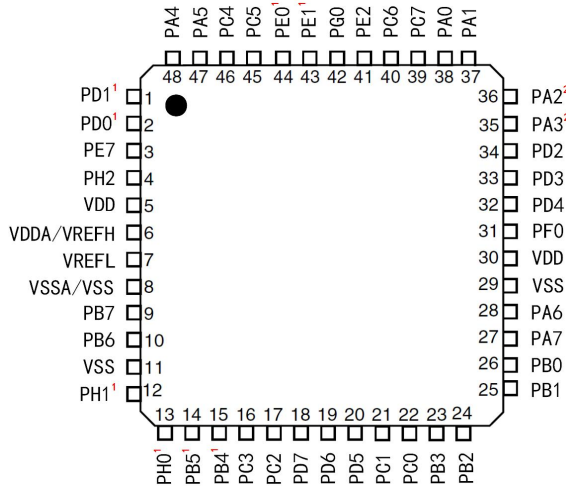 PA4 PA5 PC4 PC5 PE0¹ PE1¹ PG0 PE2 PC6 PC7 PA0 PA1
48 47 46 45 44 43 42 41 40 39 38 37
PD1¹ 1 36 PA2²
PD0¹ 2 35 PA3²
PE7 3 34 PD2
PH2 4 33 PD3
VDD 5 32 PD4
VDDA/VREFH 6 31 PF0
VREFL 7 30 VDD
VSSA/VSS 8 29 VSS
PB7 9 28 PA6
PB6 10 27 PA7
VSS 11 26 PB0
PH1¹ 12 25 PB1
13 14 15 16 17 18 19 20 21 22 23 24
PH0¹ PB5¹ PB4¹ PC3 PC2 PD7 PD6 PD5 PC1 PC0 PB3 PB2